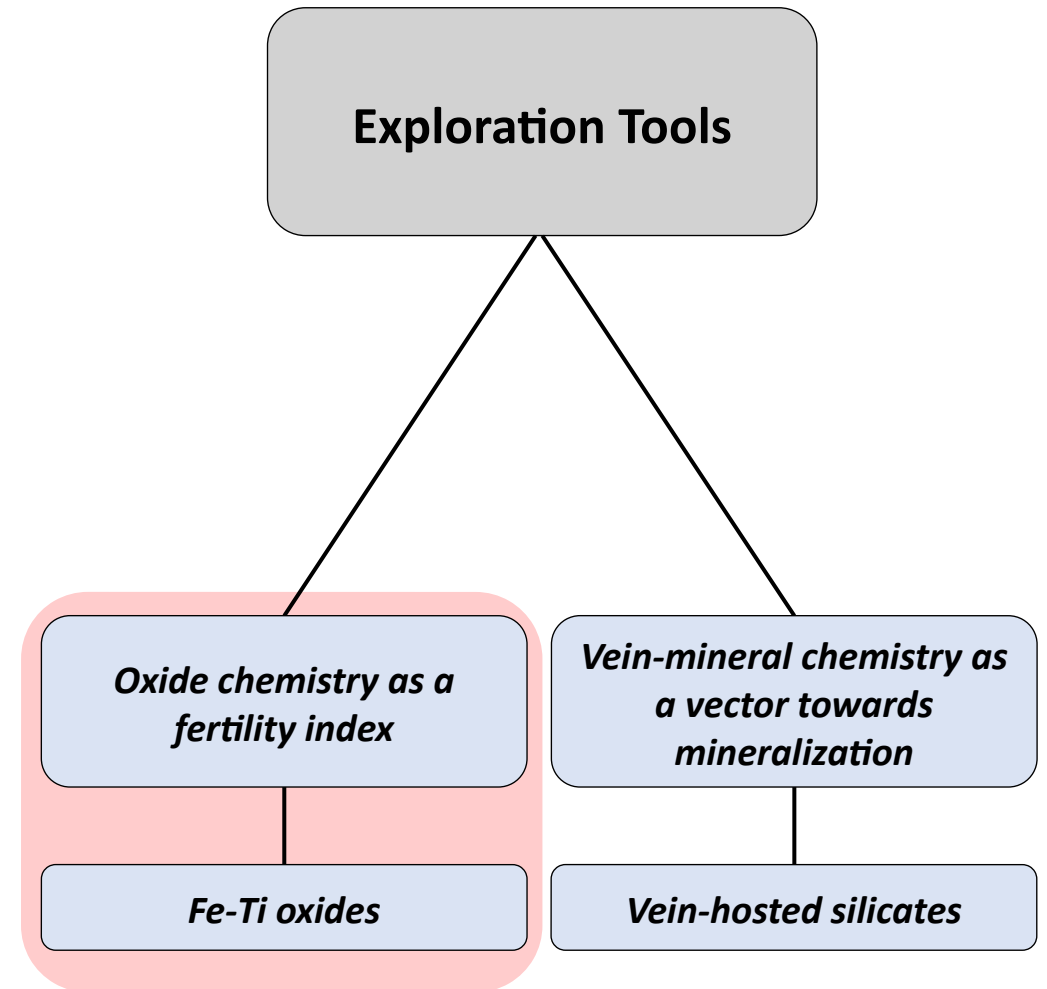 Exploration Tools
Oxide chemistry as a
fertility index
Vein-mineral chemistry as
a vector towards
mineralization
Fe-Ti oxides
Vein-hosted silicates